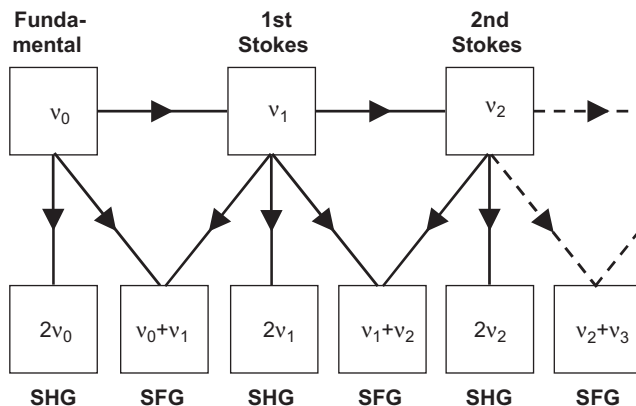 Funda-
mental
1st
Stokes
2nd
Stokes
ν₀
ν₁
ν₂
2ν₀
ν₀+ν₁
2ν₁
ν₁+ν₂
2ν₂
ν₂+ν₃
SHG
SFG
SHG
SFG
SHG
SFG